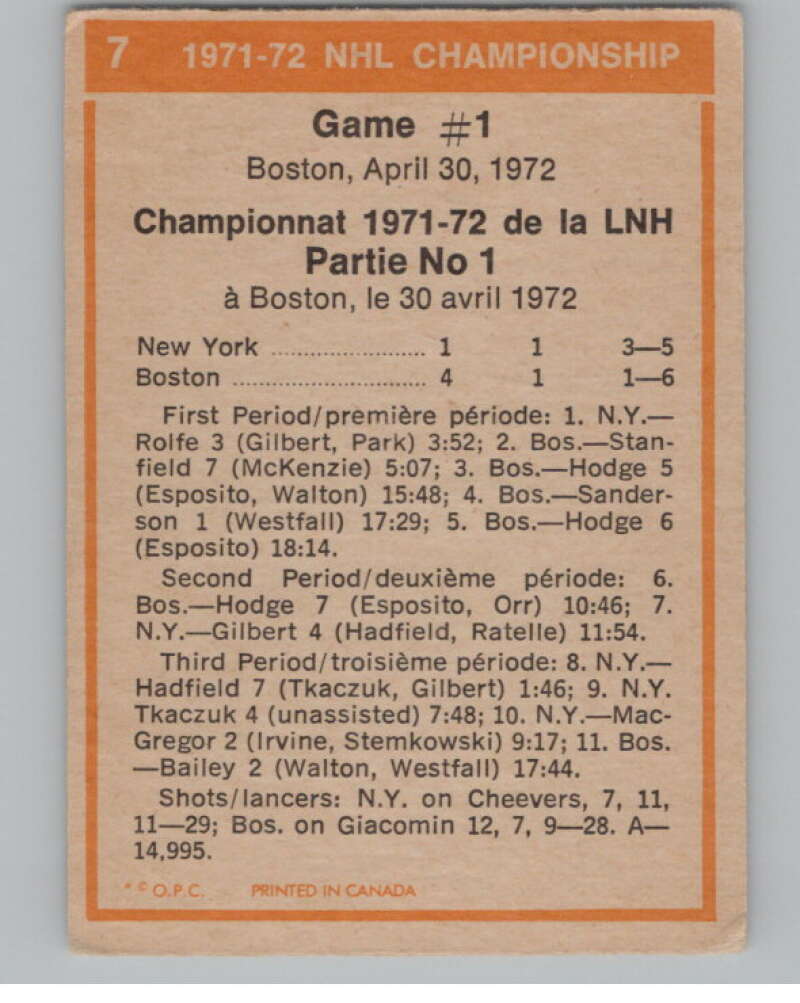 7 1971-72 NHL CHAMPIONSHIP
Game #1
Boston, April 30, 1972
Championnat 1971-72 de la LNH
Partie No 1
à Boston, le 30 avril 1972
New York ........................ 1 1 3—5
Boston .............................. 4 1 1—6
First Period/première période: 1. N.Y.—
Rolfe 3 (Gilbert, Park) 3:52; 2. Bos.—Stan-
field 7 (McKenzie) 5:07; 3. Bos.—Hodge 5
(Esposito, Walton) 15:48; 4. Bos.—Sander-
son 1 (Westfall) 17:29; 5. Bos.—Hodge 6
(Esposito) 18:14.
Second Period/deuxième période: 6.
Bos.—Hodge 7 (Esposito, Orr) 10:46; 7.
N.Y.—Gilbert 4 (Hadfield, Ratelle) 11:54.
Third Period/troisième période: 8. N.Y.—
Hadfield 7 (Tkaczuk, Gilbert) 1:46; 9. N.Y.
Tkaczuk 4 (unassisted) 7:48; 10. N.Y.—Mac-
Gregor 2 (Irvine, Stemkowski) 9:17; 11. Bos.
—Bailey 2 (Walton, Westfall) 17:44.
Shots/lancers: N.Y. on Cheevers, 7, 11,
11—29; Bos. on Giacomin 12, 7, 9—28. A—
14,995.
* © O.P.C. PRINTED IN CANADA